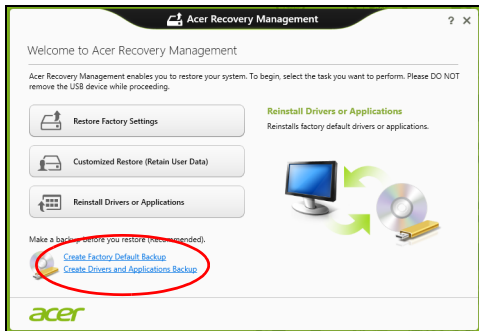 Acer Recovery Management
? ×
Welcome to Acer Recovery Management
Acer Recovery Management enables you to restore your system. To begin, select the task you want to perform. Please DO NOT
remove the USB device while proceeding.
Restore Factory Settings
Customized Restore (Retain User Data)
Reinstall Drivers or Applications
Reinstall Drivers or Applications
Reinstalls factory default drivers or applications.
Make a backup before you restore (Recommended).
Create Factory Default Backup
Create Drivers and Applications Backup
acer